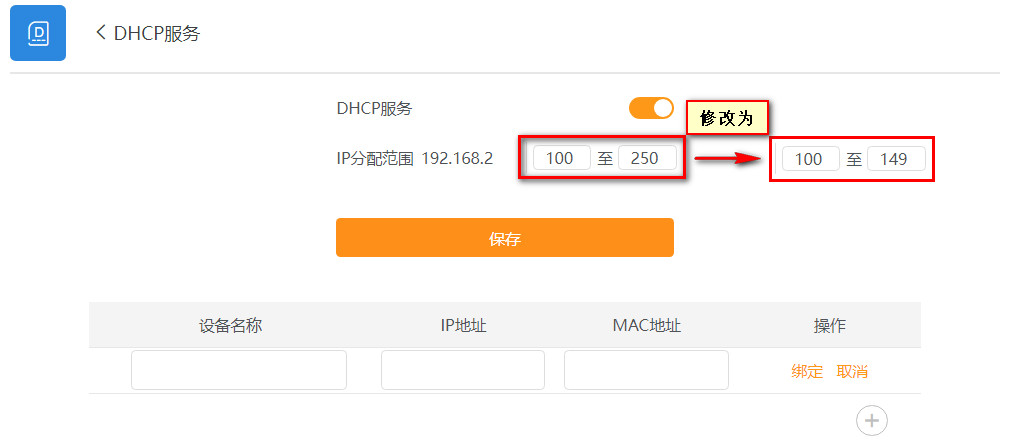 D
DHCP服务
DHCP服务
修改为
IP分配范围 192.168.2 100 至 250 100 至 149
保存
设备名称 IP地址 MAC地址 操作
绑定 取消